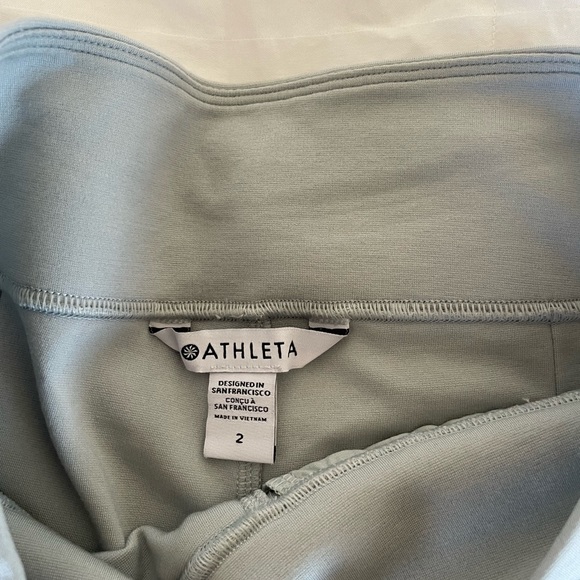 ATHLETA
DESIGNED IN
SAN FRANCISCO
CONÇU À
SAN FRANCISCO
MADE IN VIETNAM
2